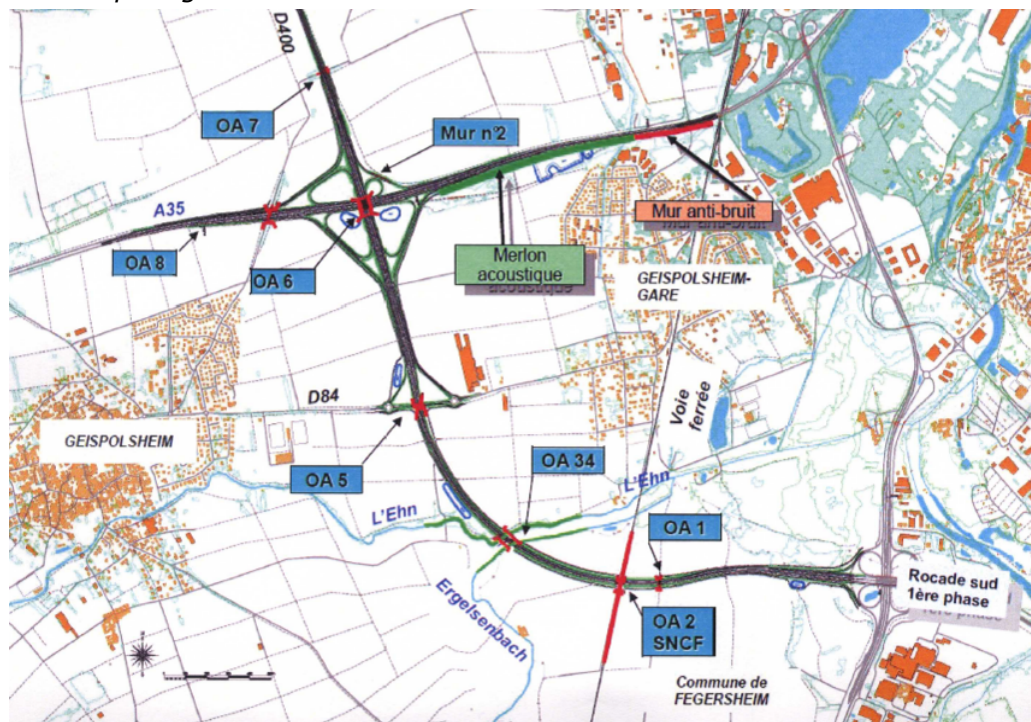 D400
OA 7
Mur n°2
A35
Mur anti-bruit
OA 8
OA 6
Merlon
acoustique
GEISPOLSHEIM-
GARE
D84
Voie
ferrée
GEISPOLSHEIM
OA 5
OA 34
L'Ehn
L'Ehn
OA 1
Ergelsenbach
Rocade sud
1ère phase
OA 2
SNCF
Commune de
FEGERSHEIM